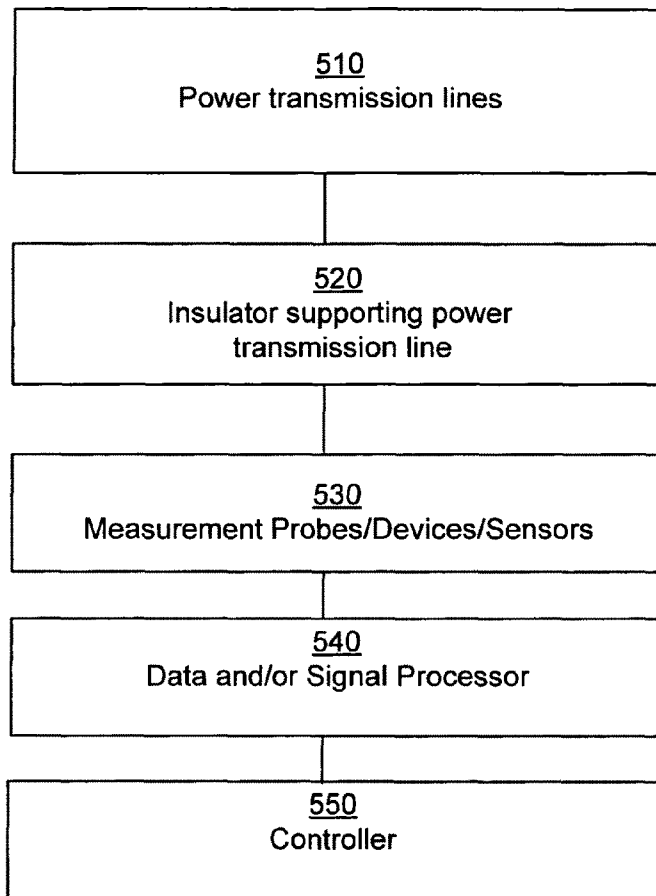 510
Power transmission lines
520
Insulator supporting power
transmission line
530
Measurement Probes/Devices/Sensors
540
Data and/or Signal Processor
550
Controller